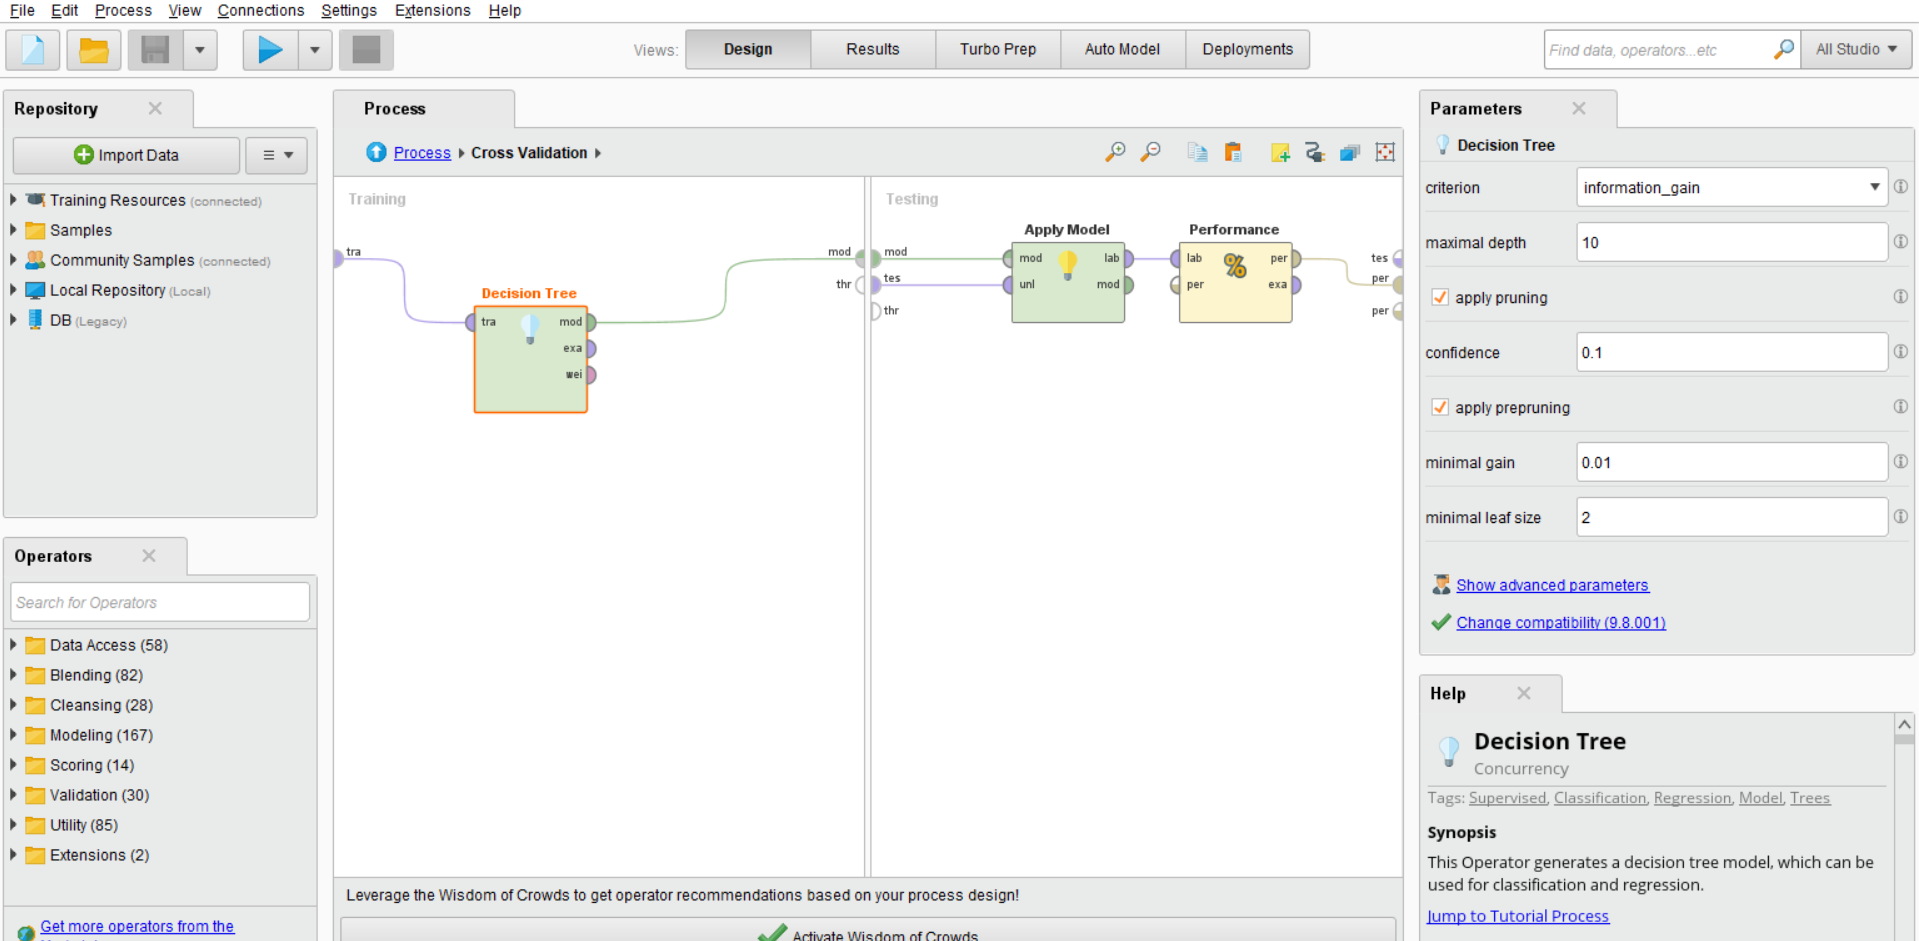 File Edit Process View Connections Settings Extensions Help
Views: Design Results Turbo Prep Auto Model Deployments
Find data, operators...etc
All Studio
Repository
Import Data
Training Resources (connected)
Samples
Community Samples (connected)
Local Repository (Local)
DB (Legacy)
Operators
Search for Operators
Data Access (58)
Blending (82)
Cleansing (28)
Modeling (167)
Scoring (14)
Validation (30)
Utility (85)
Extensions (2)
Get more operators from the
Process
Process Cross Validation
Training
tra
Decision Tree
tra mod
exa
wei
mod
thr
Testing
mod
tes
thr
Apply Model
mod lab
unl mod
Performance
lab per
per exa
tes
per
per
Leverage the Wisdom of Crowds to get operator recommendations based on your process design!
Activate Wisdom of Crowds
Parameters
Decision Tree
criterion information_gain
maximal depth 10
apply pruning
confidence 0.1
apply prepruning
minimal gain 0.01
minimal leaf size 2
Show advanced parameters
Change compatibility (9.8.001)
Help
Decision Tree
Concurrency
Tags: Supervised, Classification, Regression, Model, Trees
Synopsis
This Operator generates a decision tree model, which can be
used for classification and regression.
Jump to Tutorial Process